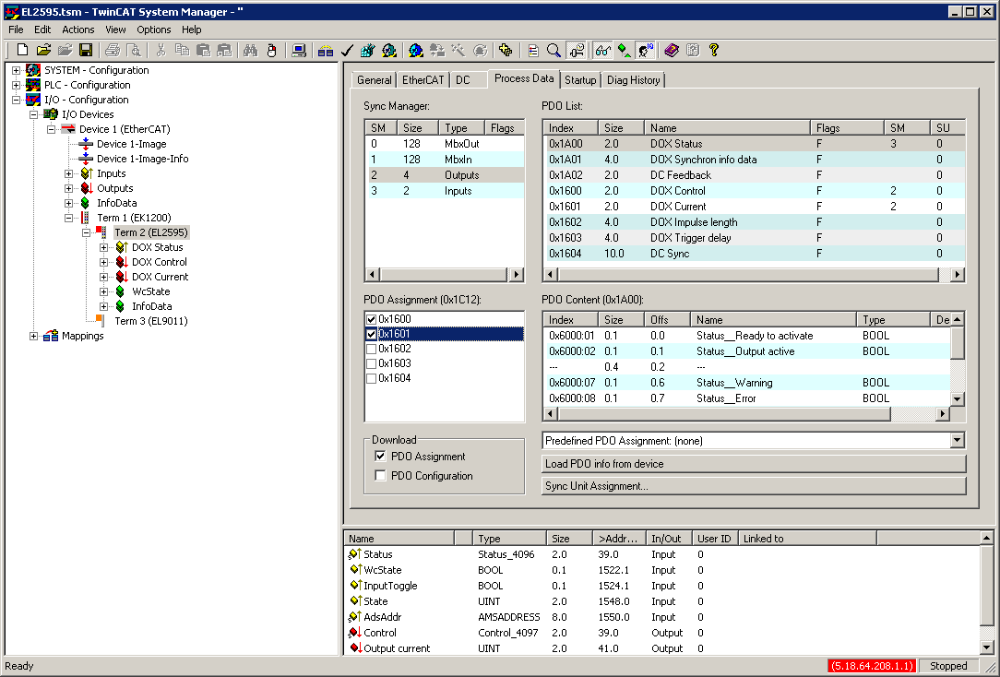 EL2595.tsm - TwinCAT System Manager - ''
File Edit Actions View Options Help
SYSTEM - Configuration
PLC - Configuration
I/O - Configuration
I/O Devices
Device 1 (EtherCAT)
Device 1-Image
Device 1-Image-Info
Inputs
Outputs
InfoData
Term 1 (EK1200)
Term 2 (EL2595)
DOX Status
DOX Control
DOX Current
WcState
InfoData
Term 3 (EL9011)
Mappings
General EtherCAT DC Process Data Startup Diag History
Sync Manager:
SM Size Type Flags
0 128 MbxOut
1 128 MbxIn
2 4 Outputs
3 2 Inputs
PDO List:
Index Size Name Flags SM SU
0x1A00 2.0 DOX Status F 3 0
0x1A01 4.0 DOX Synchron info data F 0
0x1A02 2.0 DC Feedback F 0
0x1600 2.0 DOX Control F 2 0
0x1601 2.0 DOX Current F 2 0
0x1602 4.0 DOX Impulse length F 0
0x1603 4.0 DOX Trigger delay F 0
0x1604 10.0 DC Sync F 0
PDO Assignment (0x1C12):
0x1600
0x1601
0x1602
0x1603
0x1604
PDO Content (0x1A00):
Index Size Offs Name Type De
0x6000:01 0.1 0.0 Status__Ready to activate BOOL
0x6000:02 0.1 0.1 Status__Output active BOOL
--- 0.4 0.2 ---
0x6000:07 0.1 0.6 Status__Warning BOOL
0x6000:08 0.1 0.7 Status__Error BOOL
Download
PDO Assignment
PDO Configuration
Predefined PDO Assignment: (none)
Load PDO info from device
Sync Unit Assignment...
Name Type Size >Addr... In/Out User ID Linked to
Status Status_4096 2.0 39.0 Input 0
WcState BOOL 0.1 1522.1 Input 0
InputToggle BOOL 0.1 1524.1 Input 0
State UINT 2.0 1548.0 Input 0
AdsAddr AMSADDRESS 8.0 1550.0 Input 0
Control Control_4097 2.0 39.0 Output 0
Output current UINT 2.0 41.0 Output 0
Ready (5.18.64.208.1.1) Stopped